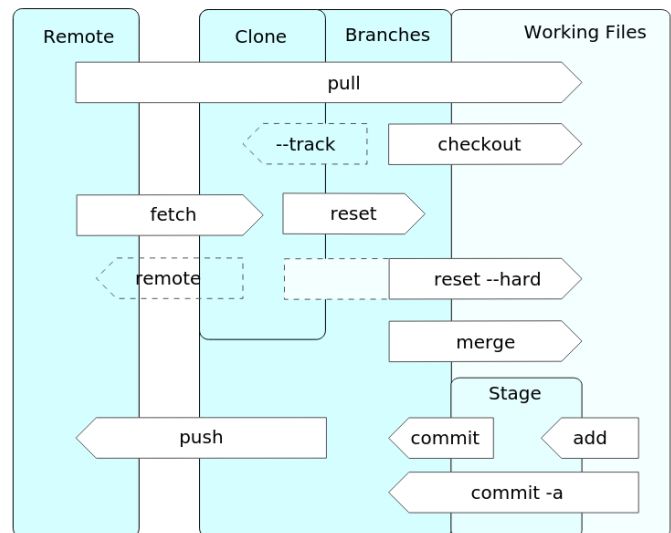 Remote
Clone
Branches
Working Files
pull
--track
checkout
fetch
reset
remote
reset --hard
merge
Stage
push
commit
add
commit -a